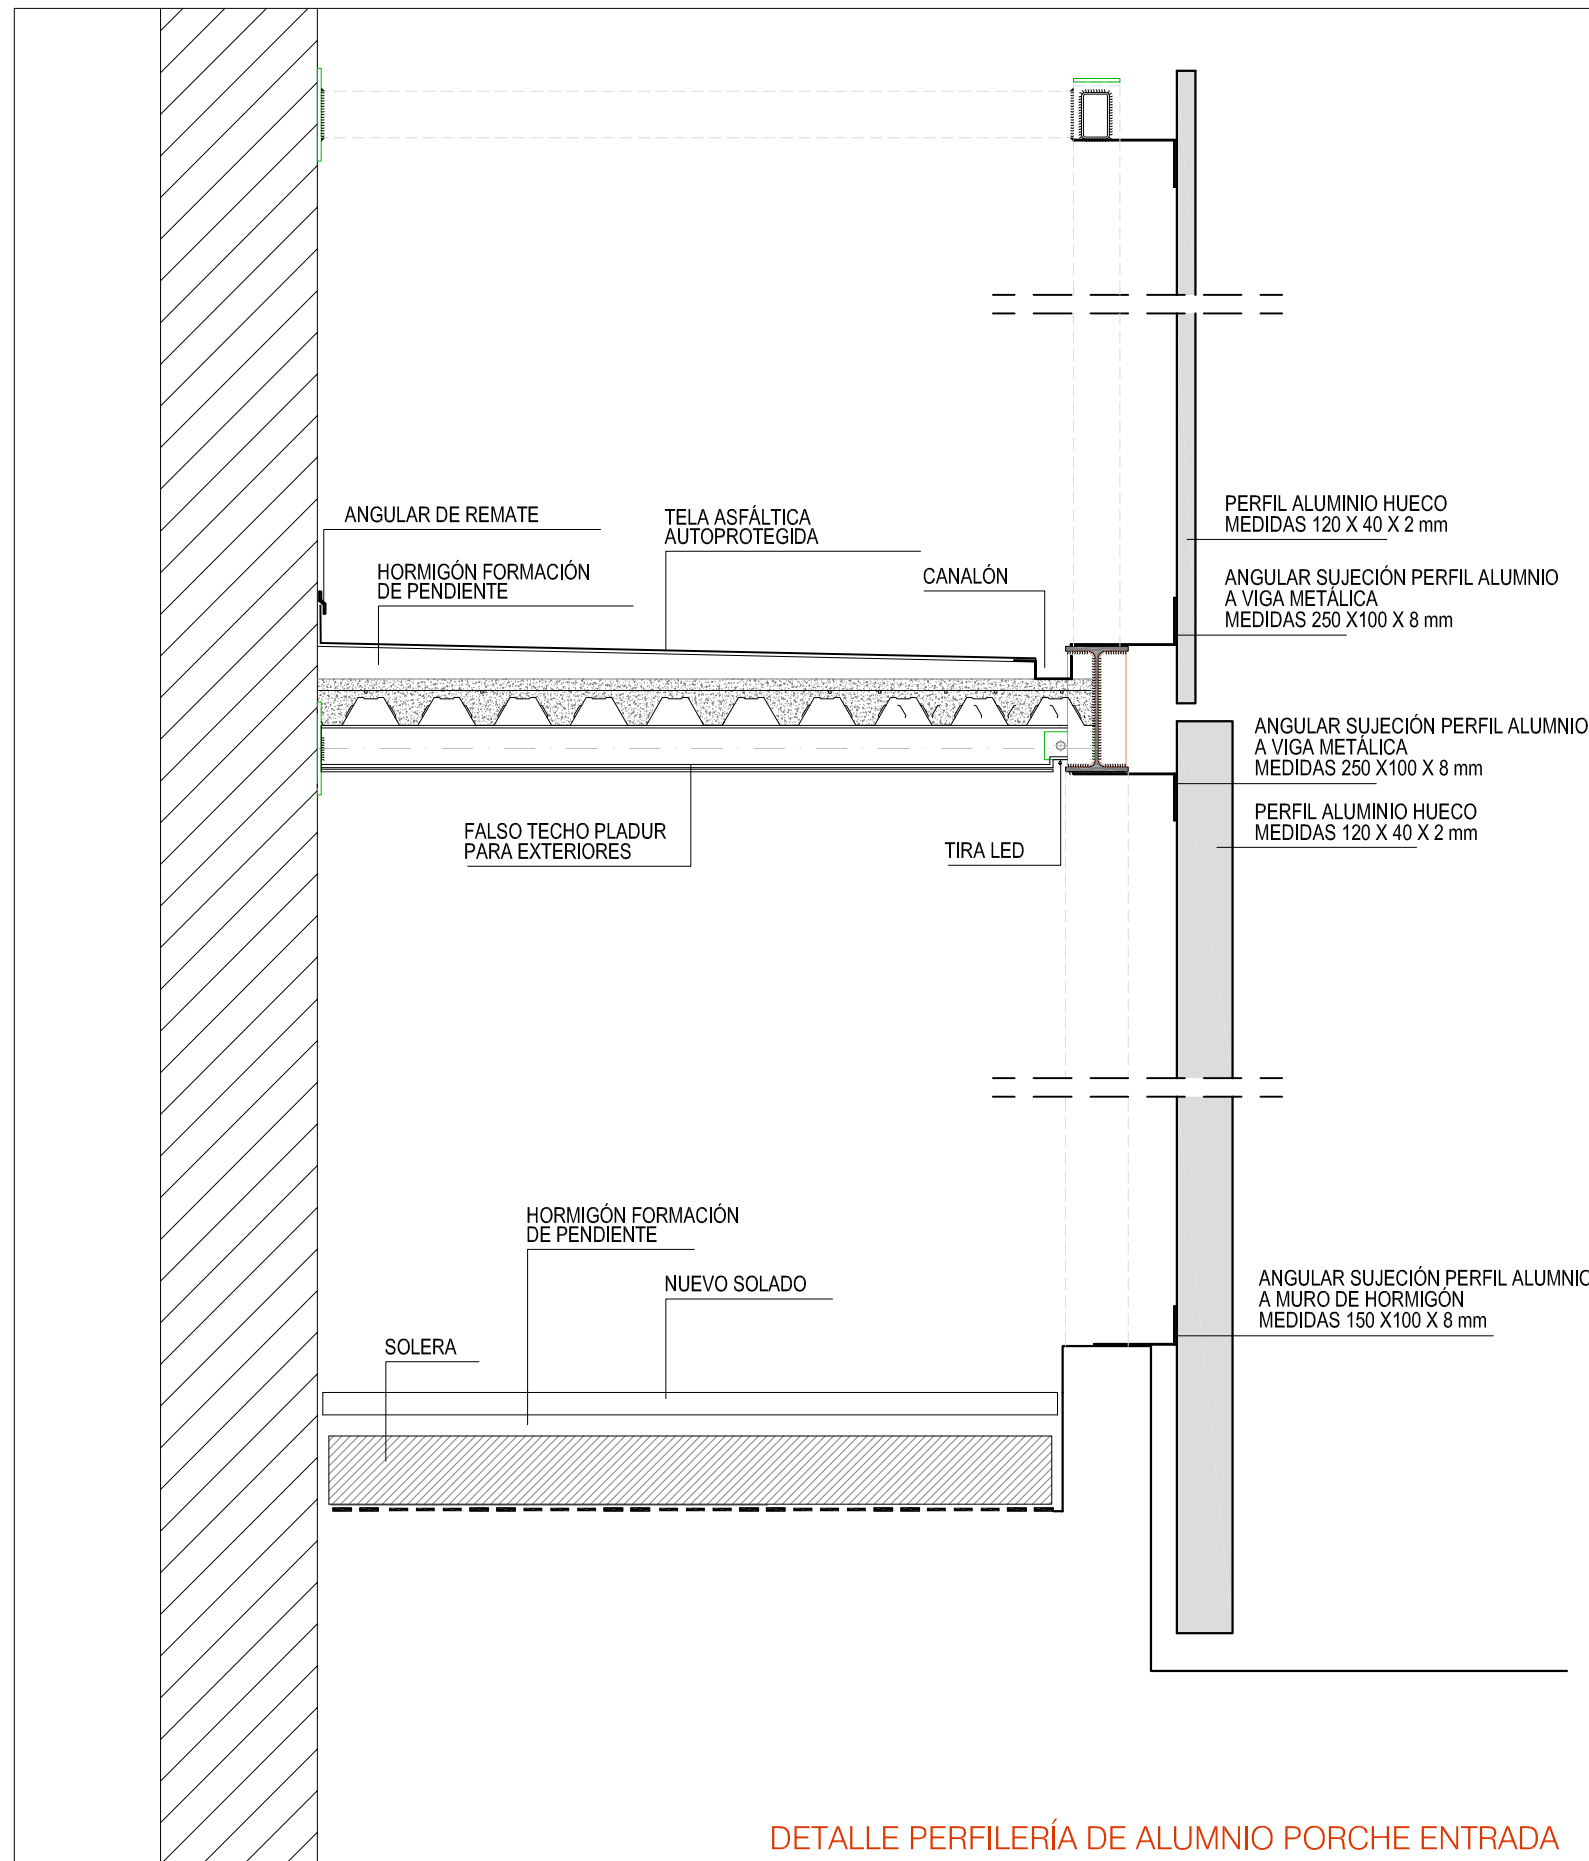 ANGULAR DE REMATE
TELA ASFÁLTICA
AUTOPROTEGIDA
HORMIGÓN FORMACIÓN
DE PENDIENTE
CANALÓN
PERFIL ALUMINIO HUECO
MEDIDAS 120 X 40 X 2 mm
ANGULAR SUJECIÓN PERFIL ALUMNIO
A VIGA METÁLICA
MEDIDAS 250 X100 X 8 mm
ANGULAR SUJECIÓN PERFIL ALUMNIO
A VIGA METÁLICA
MEDIDAS 250 X100 X 8 mm
PERFIL ALUMINIO HUECO
MEDIDAS 120 X 40 X 2 mm
FALSO TECHO PLADUR
PARA EXTERIORES
TIRA LED
HORMIGÓN FORMACIÓN
DE PENDIENTE
NUEVO SOLADO
SOLERA
ANGULAR SUJECIÓN PERFIL ALUMNIO
A MURO DE HORMIGÓN
MEDIDAS 150 X100 X 8 mm
DETALLE PERFILERÍA DE ALUMNIO PORCHE ENTRADA